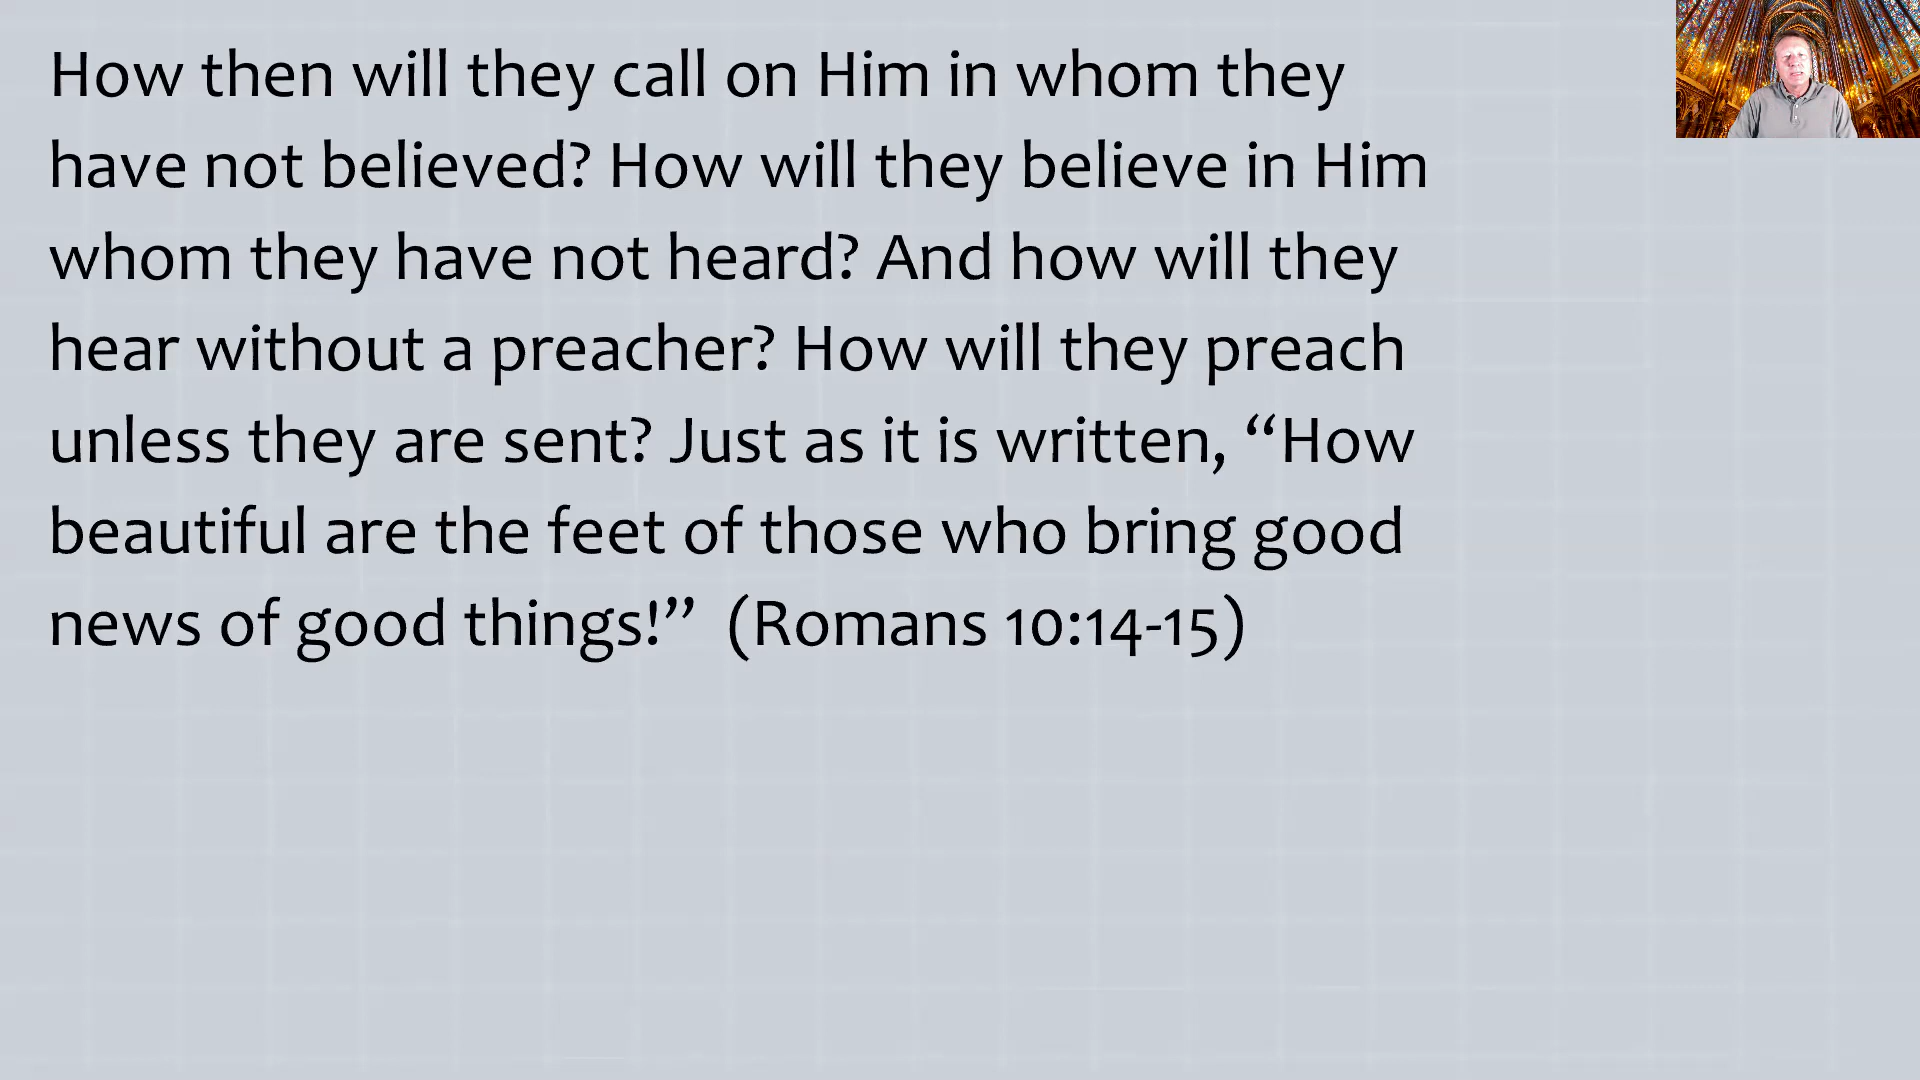 How then will they call on Him in whom they
have not believed? How will they believe in Him
whom they have not heard? And how will they
hear without a preacher? How will they preach
unless they are sent? Just as it is written, “How
beautiful are the feet of those who bring good
news of good things!”  (Romans 10:14-15)